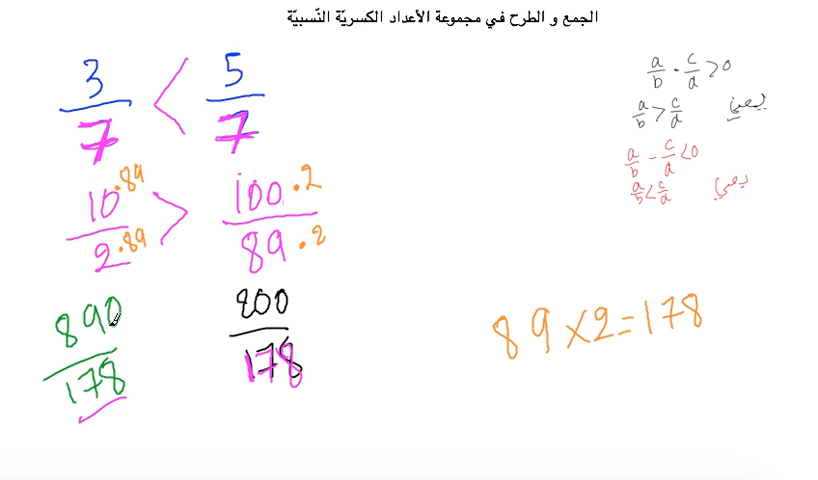 الجمع و الطرح في مجموعة الأعداد الكسريّة النّسبيّة
3/7 < 5/7
10·89/2·89 > 100·2/89·2
890/178 200/178
a/b - c/d > 0
a/b > c/d يعني
a/b - c/d < 0
a/b < c/d يعني
89 × 2 = 178